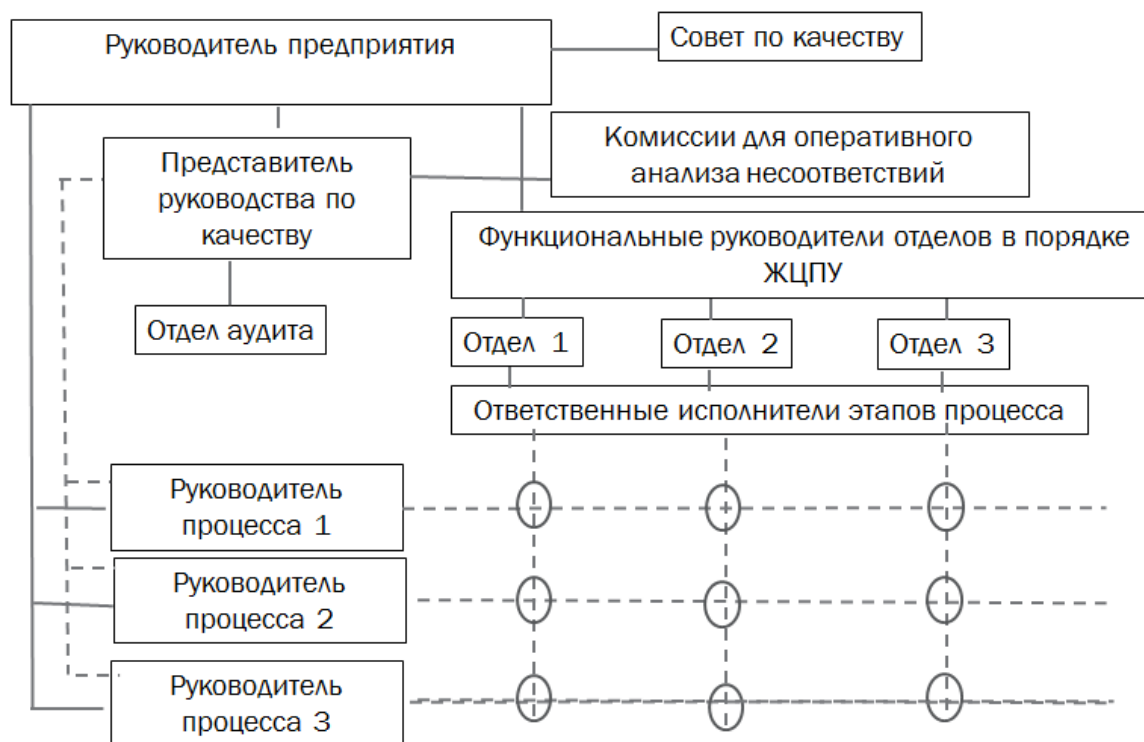 Руководитель предприятия
Совет по качеству
Комиссии для оперативного
анализа несоответствий
Представитель
руководства по
качеству
Функциональные руководители отделов в порядке
ЖЦПУ
Отдел аудита
Отдел 1
Отдел 2
Отдел 3
Ответственные исполнители этапов процесса
Руководитель
процесса 1
Руководитель
процесса 2
Руководитель
процесса 3